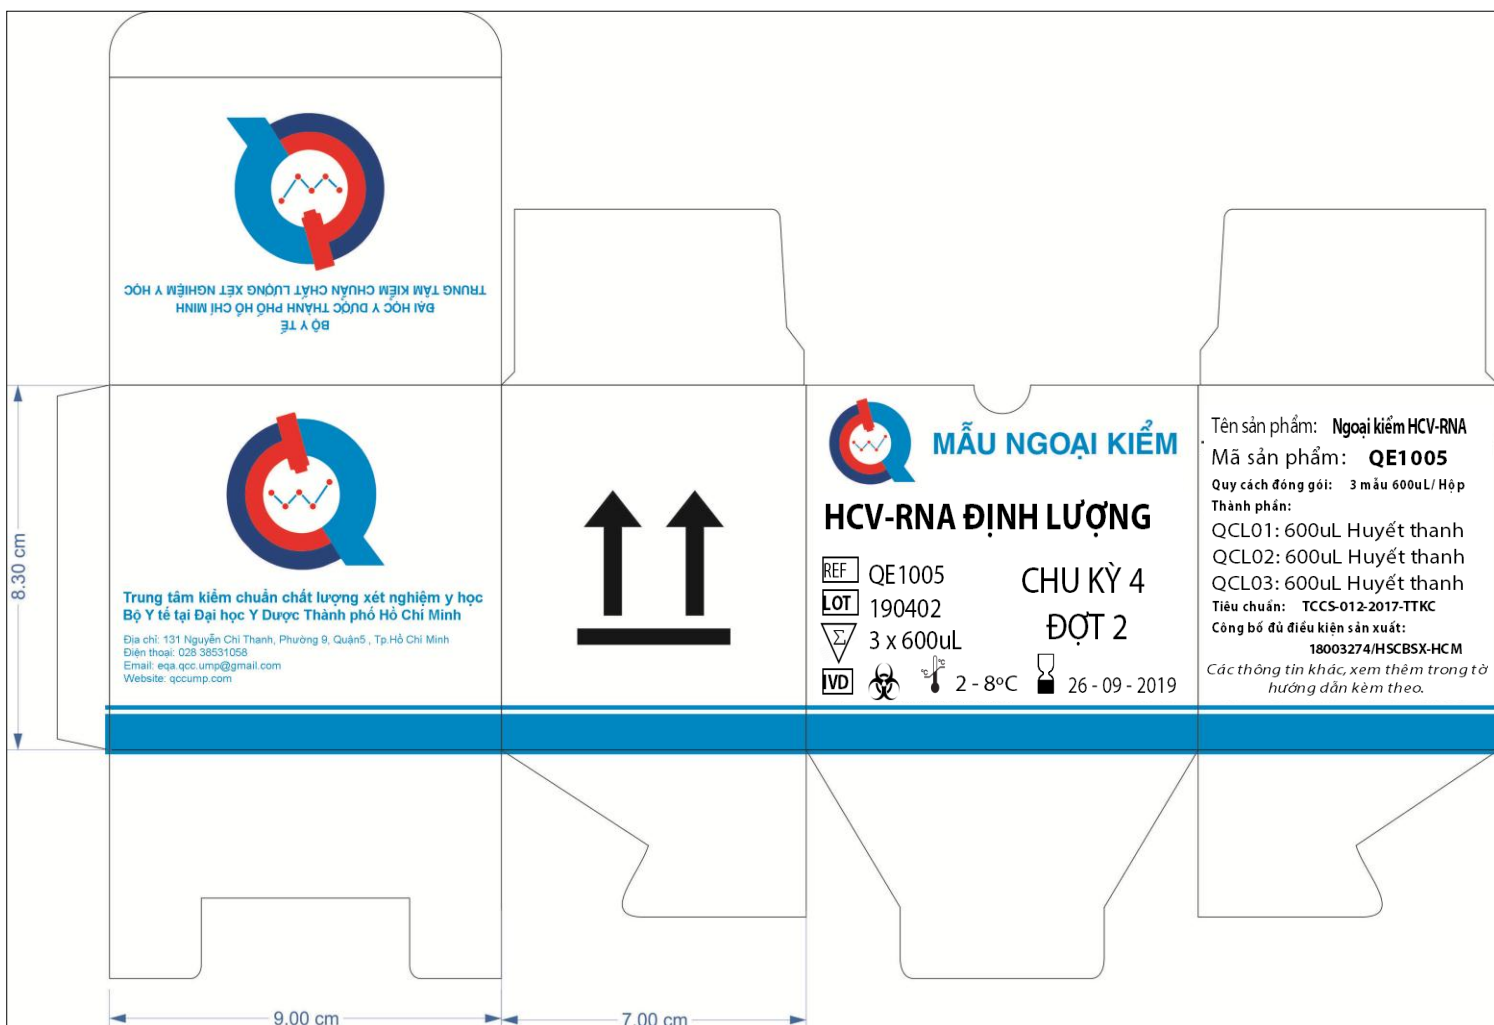 BỘ Y TẾ
ĐẠI HỌC Y DƯỢC THÀNH PHỐ HỒ CHÍ MINH
TRUNG TÂM KIỂM CHUẨN CHẤT LƯỢNG XÉT NGHIỆM Y HỌC
8.30 cm
Trung tâm kiểm chuẩn chất lượng xét nghiệm y học
Bộ Y tế tại Đại học Y Dược Thành phố Hồ Chí Minh
Địa chỉ: 131 Nguyễn Chí Thanh, Phường 9, Quận5 , Tp.Hồ Chí Minh
Điện thoại: 028 38531058
Email: eqa.qcc.ump@gmail.com
Website: qccump.com
MẪU NGOẠI KIỂM
HCV-RNA ĐỊNH LƯỢNG
REF QE1005
LOT 190402
Σ 3 x 600uL
CHU KỲ 4
ĐỢT 2
IVD °C °C 2 - 8ºC 26 - 09 - 2019
Tên sản phẩm: Ngoại kiểm HCV-RNA
Mã sản phẩm: QE1005
Quy cách đóng gói: 3 mẫu 600uL/ Hộp
Thành phần:
QCL01: 600uL Huyết thanh
QCL02: 600uL Huyết thanh
QCL03: 600uL Huyết thanh
Tiêu chuẩn: TCCS-012-2017-TTKC
Công bố đủ điều kiện sản xuất:
18003274/HSCBSX-HCM
Các thông tin khác, xem thêm trong tờ
hướng dẫn kèm theo.
9.00 cm
7.00 cm